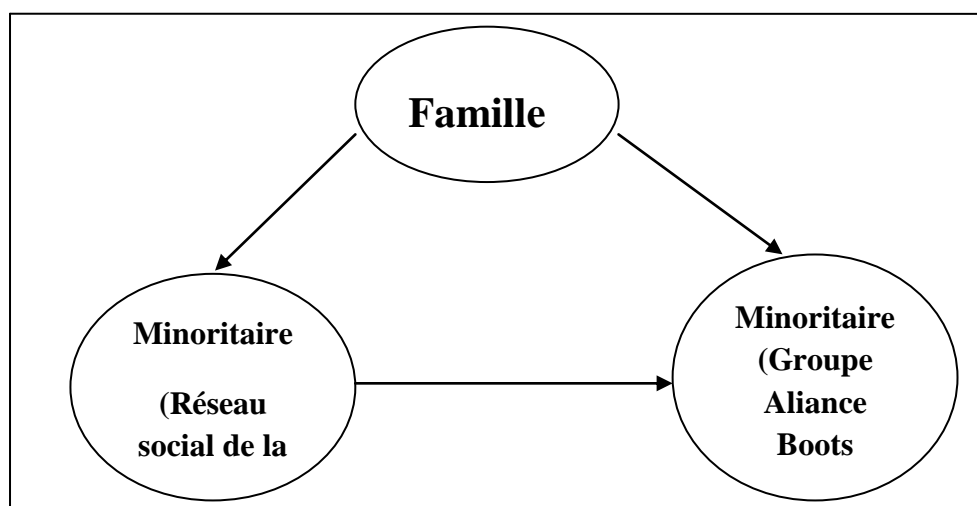 Famille
Minoritaire
(Réseau
social de la
Minoritaire
(Groupe
Aliance
Boots